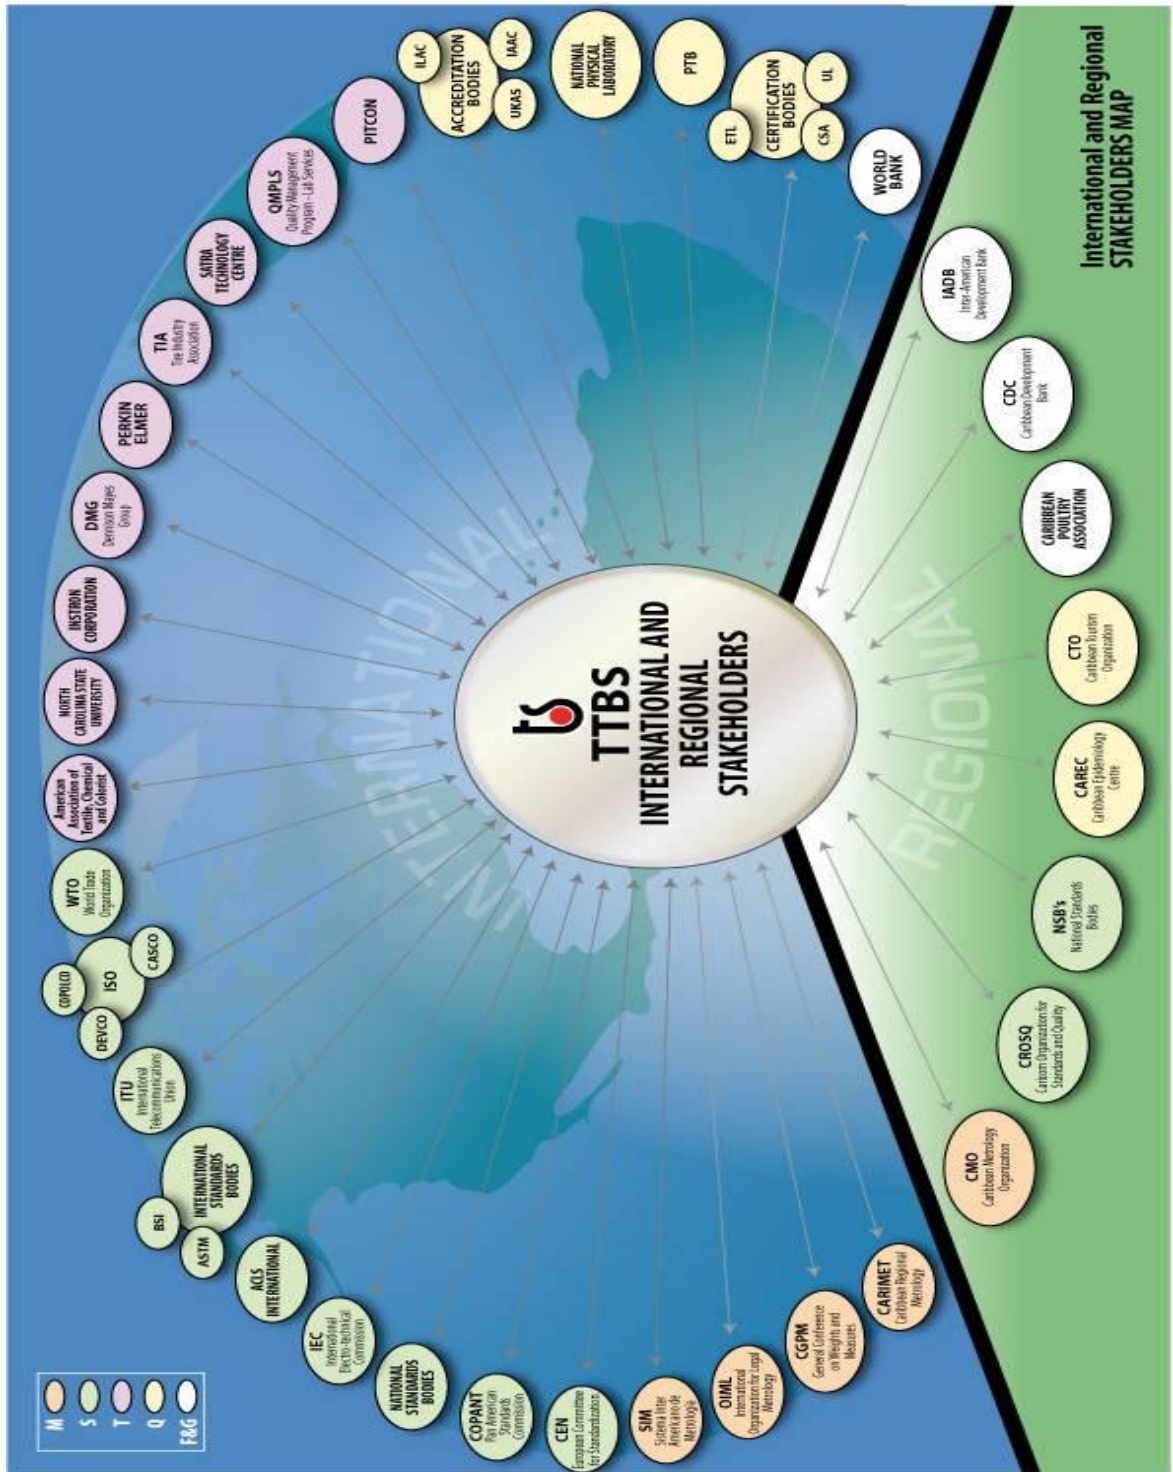 M
S
T
Q
F&G
INTERNATIONAL
REGIONAL
ts
TTBS
INTERNATIONAL AND
REGIONAL
STAKEHOLDERS
CARIMET
Caribbean Regional
Metrology
CGPM
General Conference
on Weights and
Measures
OIML
International
Organization for Legal
Metrology
SIM
Sistema Inter
Americano de
Metrologia
CEN
European Committee
for Standardization
COPANT
Pan American
Standards
Commission
NATIONAL
STANDARDS
BODIES
IEC
International
Electro-technical
Commission
ACLS
INTERNATIONAL
ASTM
BSI
INTERNATIONAL
STANDARDS
BODIES
ITU
International
Telecommunications
Union
DEVCO
COPOLCO
ISO
CASCO
WTO
World Trade
Organization
American
Association of
Textile, Chemical
and Colorist
NORTH
CAROLINA STATE
UNIVERSITY
INSTRON
CORPORATION
DMG
Dennison Mayes
Group
PERKIN
ELMER
TIA
Tire Industry
Association
SATRA
TECHNOLOGY
CENTRE
QMPLS
Quality Management
Program - Lab Services
PITCON
ILAC
ACCREDITATION
BODIES
IAAC
UKAS
NATIONAL
PHYSICAL
LABORATORY
PTB
ETL
CERTIFICATION
BODIES
UL
CSA
WORLD
BANK
IADB
Inter-American
Development Bank
CDC
Caribbean Development
Bank
CARIBBEAN
POULTRY
ASSOCIATION
CTO
Caribbean Tourism
Organization
CAREC
Caribbean Epidemiology
Centre
NSB's
National Standards
Bodies
CROSQ
Caricom Organization for
Standards and Quality
CMO
Caribbean Metrology
Organization
International and Regional
STAKEHOLDERS MAP